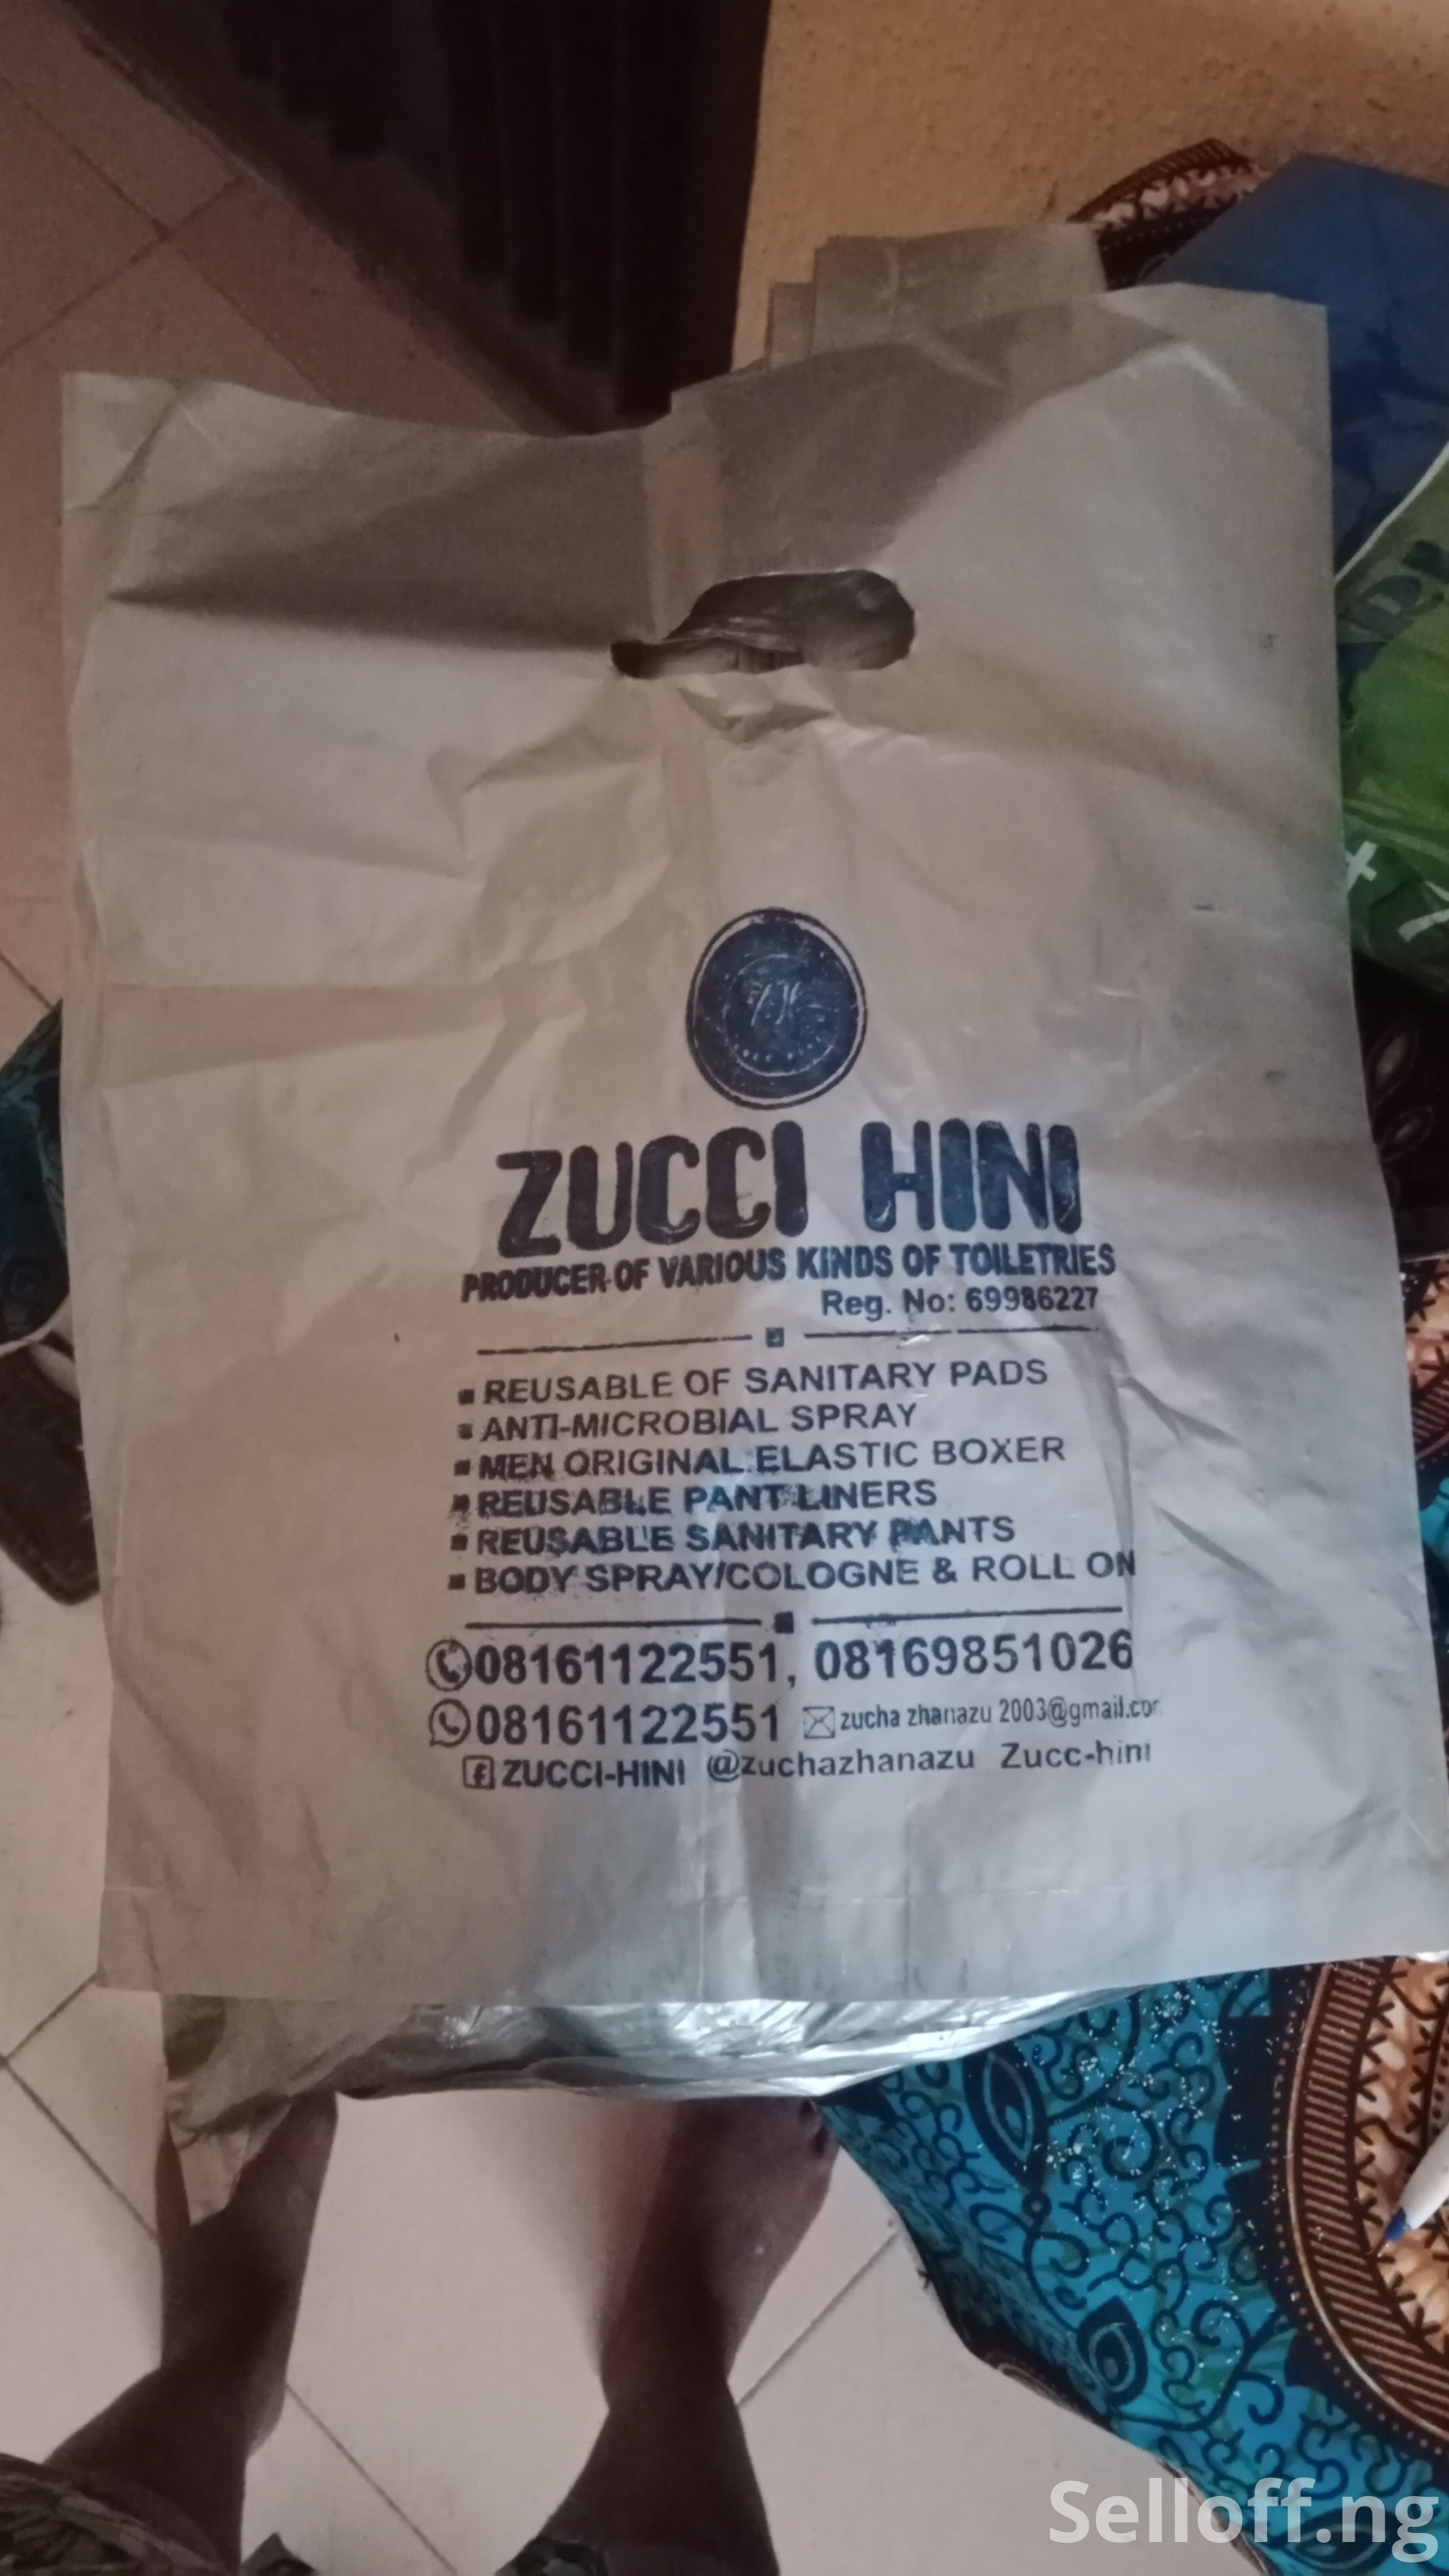 ZUCCI HINI
PRODUCER OF VARIOUS KINDS OF TOILETRIES
Reg. No: 69986227
REUSABLE OF SANITARY PADS
ANTI-MICROBIAL SPRAY
MEN ORIGINAL ELASTIC BOXER
REUSABLE PANT LINERS
REUSABLE SANITARY PANTS
BODY SPRAY/COLOGNE & ROLL ON
08161122551, 08169851026
08161122551 zucha zhanazu 2003@gmail.com
ZUCCI-HINI @zuchazhanazu Zucc-hini
Selloff.ng